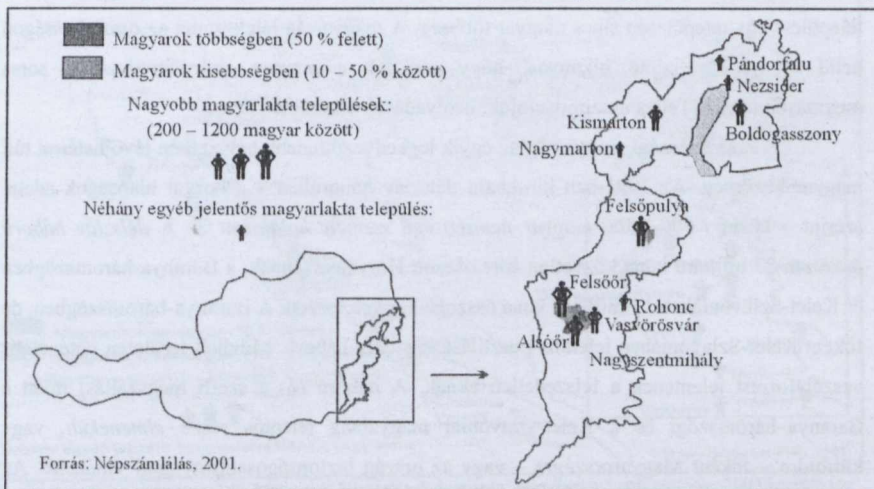 Magyarok többségben (50 % felett)
Magyarok kisebbségben (10 – 50 % között)
Nagyobb magyarlakta települések:
(200 – 1200 magyar között)
Néhány egyéb jelentős magyarlakta település:
Forrás: Népszámlálás, 2001.
Pándorfalu
Nezsider
Kismarton
Boldogasszony
Nagymarton
Felsőpulya
Felsőőr
Rohonc
Vasvörösvár
Alsóőr
Nagyszentmihály